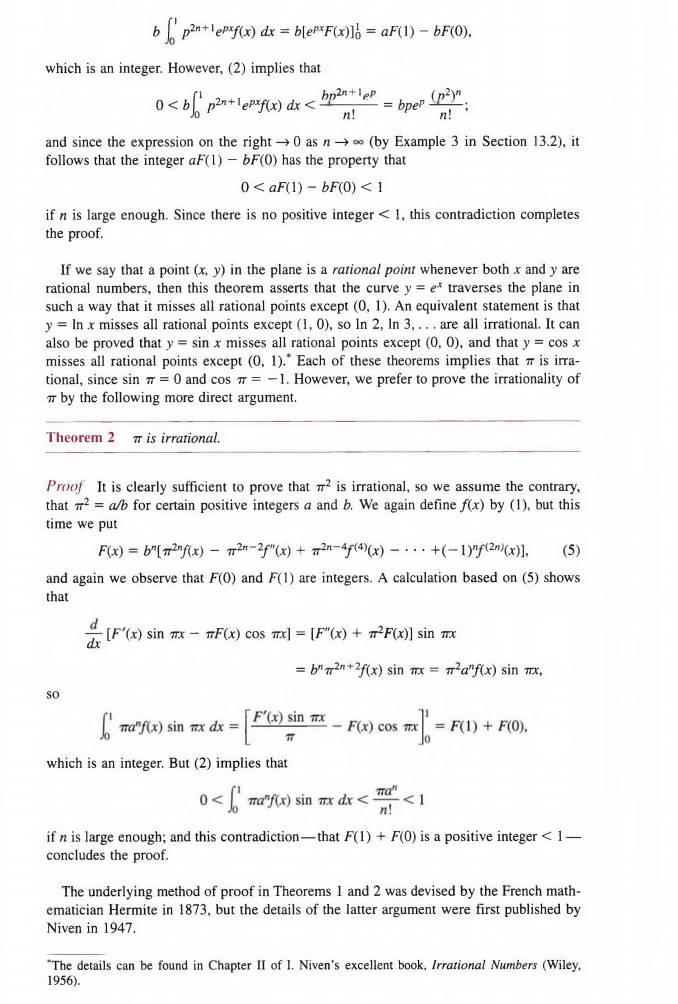 b ∫₀¹ p²ⁿ⁺¹eᵖˣf(x) dx = b[eᵖˣF(x)]₀¹ = aF(1) − bF(0),
which is an integer. However, (2) implies that
0 < b∫₀¹ p²ⁿ⁺¹eᵖˣf(x) dx < bp²ⁿ⁺¹eᵖ/n! = bpeᵖ (p²)ⁿ/n!;
and since the expression on the right → 0 as n → ∞ (by Example 3 in Section 13.2), it
follows that the integer aF(1) − bF(0) has the property that
0 < aF(1) − bF(0) < 1
if n is large enough. Since there is no positive integer < 1, this contradiction completes
the proof.
If we say that a point (x, y) in the plane is a rational point whenever both x and y are
rational numbers, then this theorem asserts that the curve y = eˣ traverses the plane in
such a way that it misses all rational points except (0, 1). An equivalent statement is that
y = ln x misses all rational points except (1, 0), so ln 2, ln 3, . . . are all irrational. It can
also be proved that y = sin x misses all rational points except (0, 0), and that y = cos x
misses all rational points except (0, 1).* Each of these theorems implies that π is irra-
tional, since sin π = 0 and cos π = −1. However, we prefer to prove the irrationality of
π by the following more direct argument.
Theorem 2 π is irrational.
Proof It is clearly sufficient to prove that π² is irrational, so we assume the contrary,
that π² = a/b for certain positive integers a and b. We again define f(x) by (1), but this
time we put
F(x) = bⁿ[π²ⁿf(x) − π²ⁿ⁻²f″(x) + π²ⁿ⁻⁴f⁽⁴⁾(x) − · · · +(−1)ⁿf⁽²ⁿ⁾(x)], (5)
and again we observe that F(0) and F(1) are integers. A calculation based on (5) shows
that
d/dx [F′(x) sin πx − πF(x) cos πx] = [F″(x) + π²F(x)] sin πx
= bⁿπ²ⁿ⁺²f(x) sin πx = π²aⁿf(x) sin πx,
so
∫₀¹ πaⁿf(x) sin πx dx = [F′(x) sin πx/π − F(x) cos πx]₀¹ = F(1) + F(0),
which is an integer. But (2) implies that
0 < ∫₀¹ πaⁿf(x) sin πx dx < πaⁿ/n! < 1
if n is large enough; and this contradiction—that F(1) + F(0) is a positive integer < 1—
concludes the proof.
The underlying method of proof in Theorems 1 and 2 was devised by the French math-
ematician Hermite in 1873, but the details of the latter argument were first published by
Niven in 1947.
*The details can be found in Chapter II of I. Niven's excellent book, Irrational Numbers (Wiley,
1956).